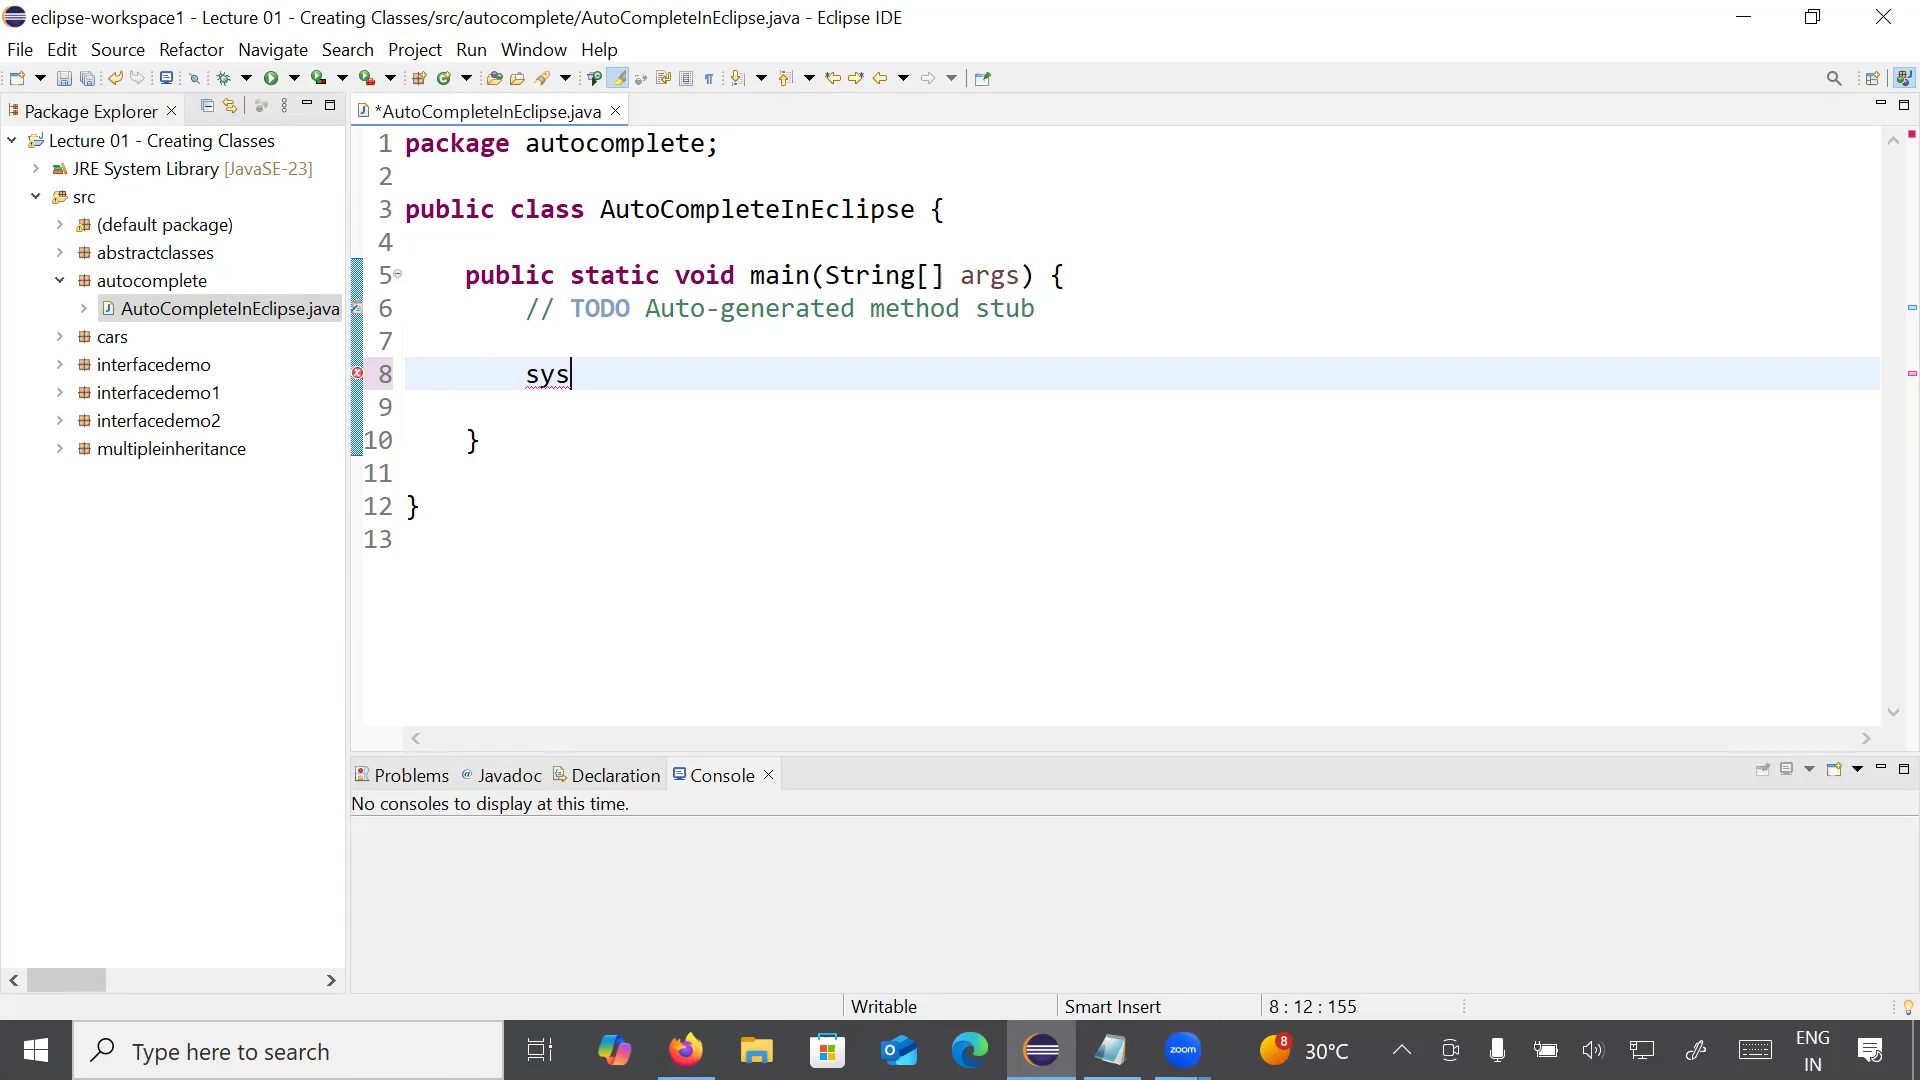 eclipse-workspace1 - Lecture 01 - Creating Classes/src/autocomplete/AutoCompleteInEclipse.java - Eclipse IDE
File Edit Source Refactor Navigate Search Project Run Window Help
Package Explorer
*AutoCompleteInEclipse.java
Lecture 01 - Creating Classes
JRE System Library [JavaSE-23]
src
(default package)
abstractclasses
autocomplete
AutoCompleteInEclipse.java
cars
interfacedemo
interfacedemo1
interfacedemo2
multipleinheritance
1 package autocomplete;
2
3 public class AutoCompleteInEclipse {
4
5 public static void main(String[] args) {
6 // TODO Auto-generated method stub
7
8 sys
9
10 }
11
12 }
13
Problems @ Javadoc Declaration Console
No consoles to display at this time.
Writable Smart Insert 8 : 12 : 155
Type here to search
zoom
8
30°C
ENG
IN